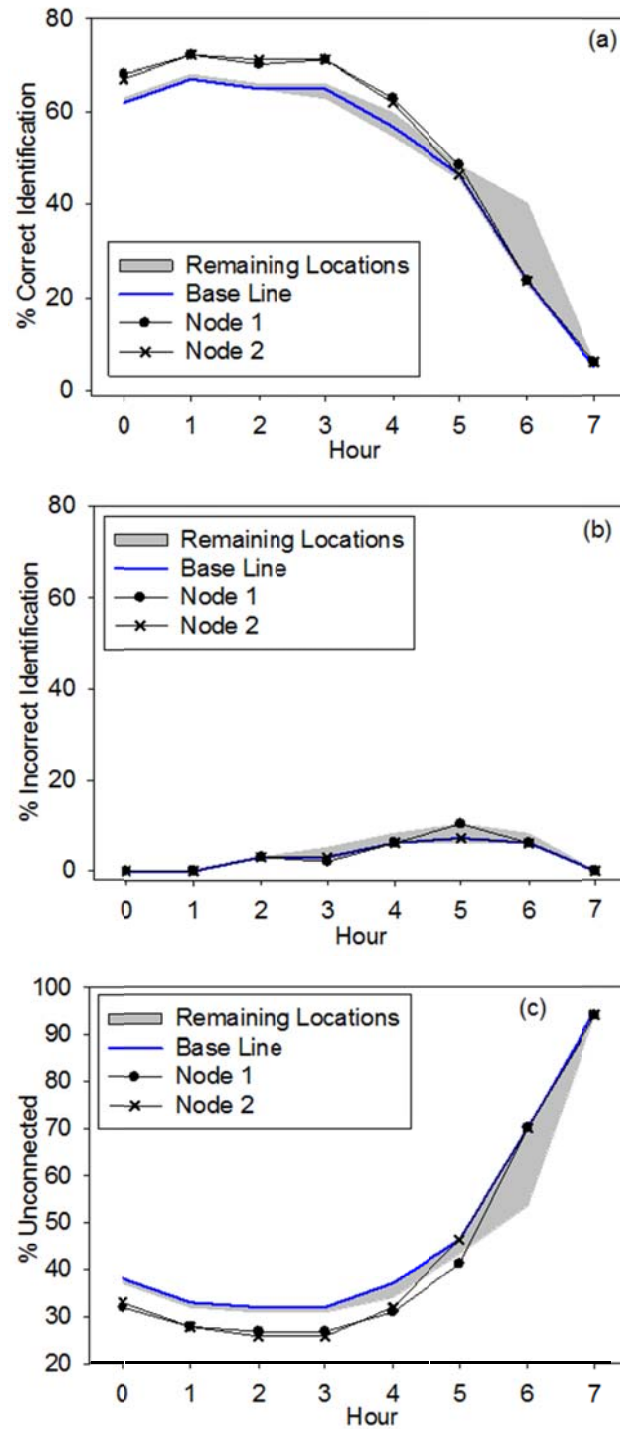 80
(a)
60
40
20
0
% Correct Identification
Remaining Locations
Base Line
Node 1
Node 2
0 1 2 3 4 5 6 7
Hour
80
(b)
60
40
20
0
% Incorrect Identification
Remaining Locations
Base Line
Node 1
Node 2
0 1 2 3 4 5 6 7
Hour
100
(c)
90
80
70
60
50
40
30
20
% Unconnected
Remaining Locations
Base Line
Node 1
Node 2
0 1 2 3 4 5 6 7
Hour